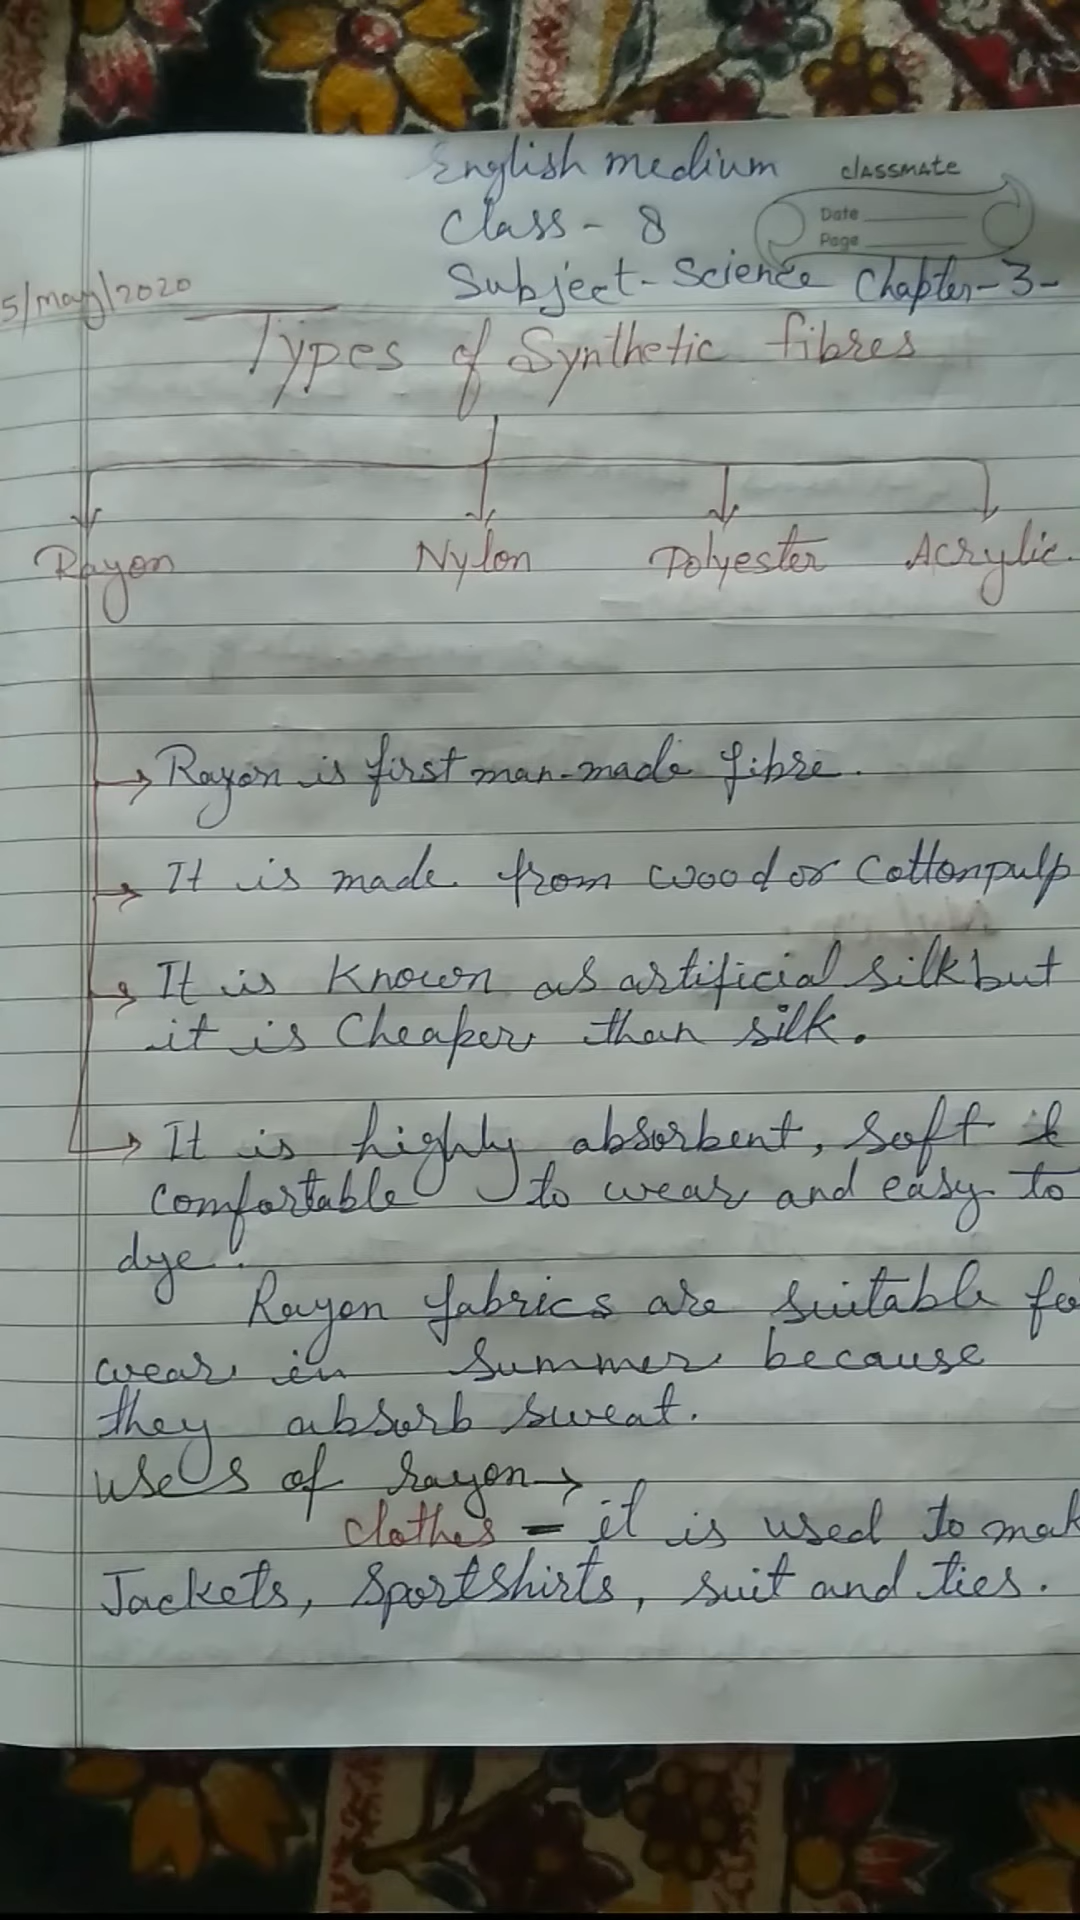 English medium
classmate
Class - 8
Date
Page
Subject - Science Chapter-3-
5/may/2020
Types of Synthetic fibres
Rayon Nylon Polyester Acrylic.
→ Rayon is first man-made fibre.
→ It is made from wood or Cotton pulp
→ It is Known as artificial silk but
it is Cheaper than silk.
→ It is highly absorbent, soft &
comfortable to wear and easy to
dye.
Rayon fabrics are suitable fo
wear in summer because
they absorb sweat.
uses of rayon →
clothes - it is used to mak
Jackets, Sportshirts, suit and ties.